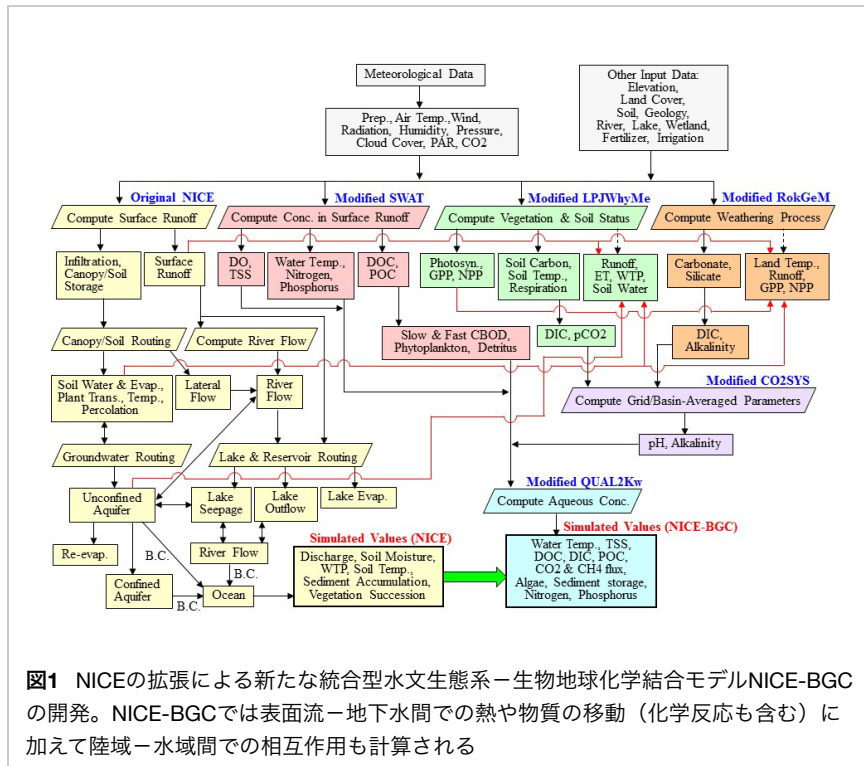 Meteorological Data
Other Input Data:
Elevation,
Land Cover,
Soil, Geology,
River, Lake, Wetland,
Fertilizer, Irrigation
Prep., Air Temp.,Wind,
Radiation, Humidity, Pressure,
Cloud Cover, PAR, CO2
Original NICE
Modified SWAT
Modified LPJWhyMe
Modified RokGeM
Compute Surface Runoff
Compute Conc. in Surface Runoff
Compute Vegetation & Soil Status
Compute Weathering Process
Infiltration,
Canopy/Soil
Storage
Surface
Runoff
DO,
TSS
Water Temp.,
Nitrogen,
Phosphorus
DOC,
POC
Photosyn.,
GPP, NPP
Soil Carbon,
Soil Temp.,
Respiration
Runoff,
ET, WTP,
Soil Water
Carbonate,
Silicate
Land Temp.,
Runoff,
GPP, NPP
Canopy/Soil Routing
Compute River Flow
Slow & Fast CBOD,
Phytoplankton, Detritus
DIC, pCO2
DIC,
Alkalinity
Soil Water & Evap.,
Plant Trans., Temp.,
Percolation
Lateral
Flow
River
Flow
Modified CO2SYS
Compute Grid/Basin-Averaged Parameters
Groundwater Routing
Lake & Reservoir Routing
pH, Alkalinity
Unconfined
Aquifer
Lake
Seepage
Lake
Outflow
Lake Evap.
Modified QUAL2Kw
Compute Aqueous Conc.
Re-evap.
B.C.
River Flow
Simulated Values (NICE)
Simulated Values (NICE-BGC)
Confined
Aquifer
B.C.
B.C.
Ocean
Discharge, Soil Moisture,
WTP, Soil Temp.,
Sediment Accumulation,
Vegetation Succession
Water Temp., TSS,
DOC, DIC, POC,
CO2 & CH4 flux,
Algae, Sediment storage,
Nitrogen, Phosphorus
図1 NICEの拡張による新たな統合型水文生態系－生物地球化学結合モデルNICE-BGC
の開発。NICE-BGCでは表面流－地下水間での熱や物質の移動（化学反応も含む）に
加えて陸域－水域間での相互作用も計算される